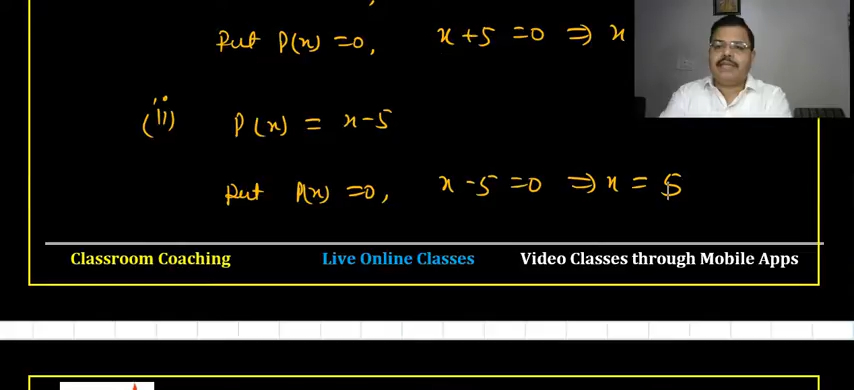 Put P(x) = 0, x + 5 = 0 ⇒ x
(ii) P(x) = x - 5
Put P(x) = 0, x - 5 = 0 ⇒ x = 5
Classroom Coaching Live Online Classes Video Classes through Mobile Apps